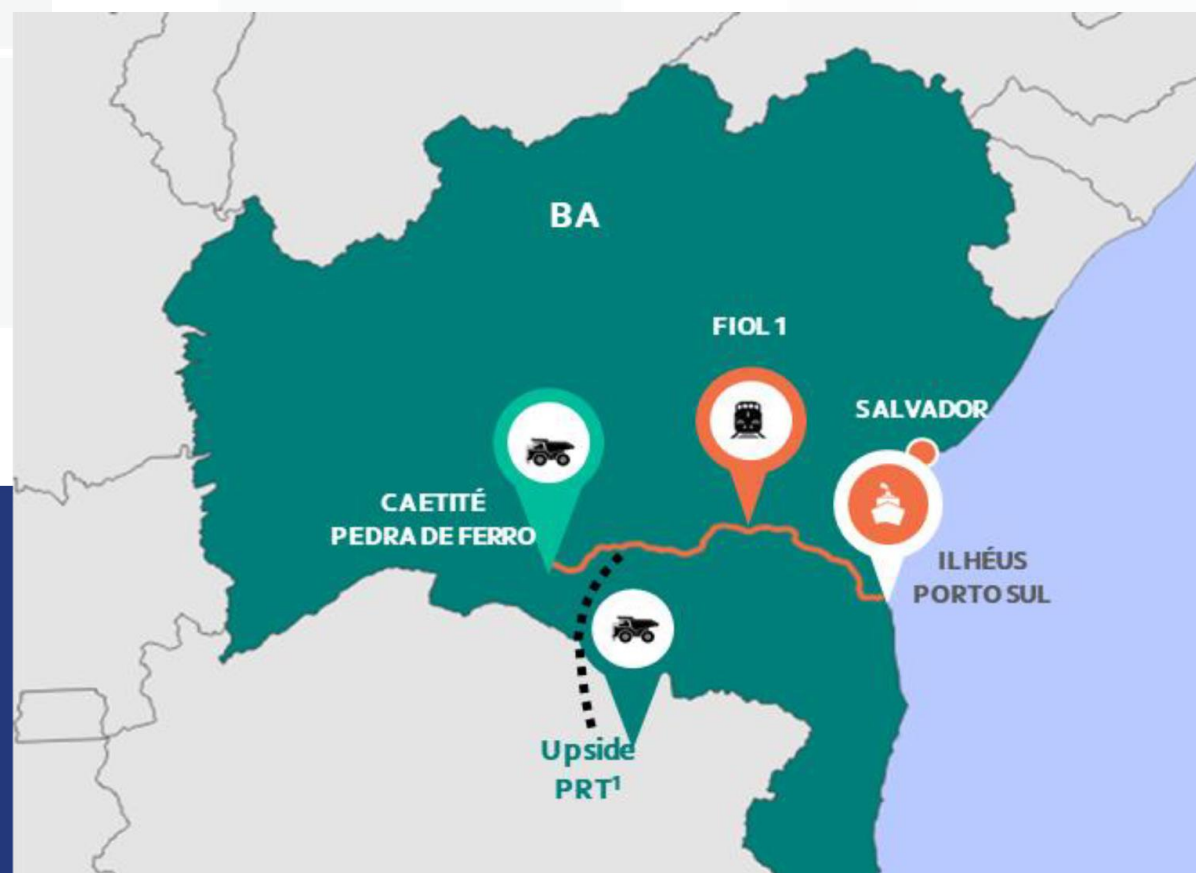 BA
FIOL 1
SALVADOR
CAETITÉ
PEDRA DE FERRO
ILHÉUS
PORTO SUL
Upside
PRT¹